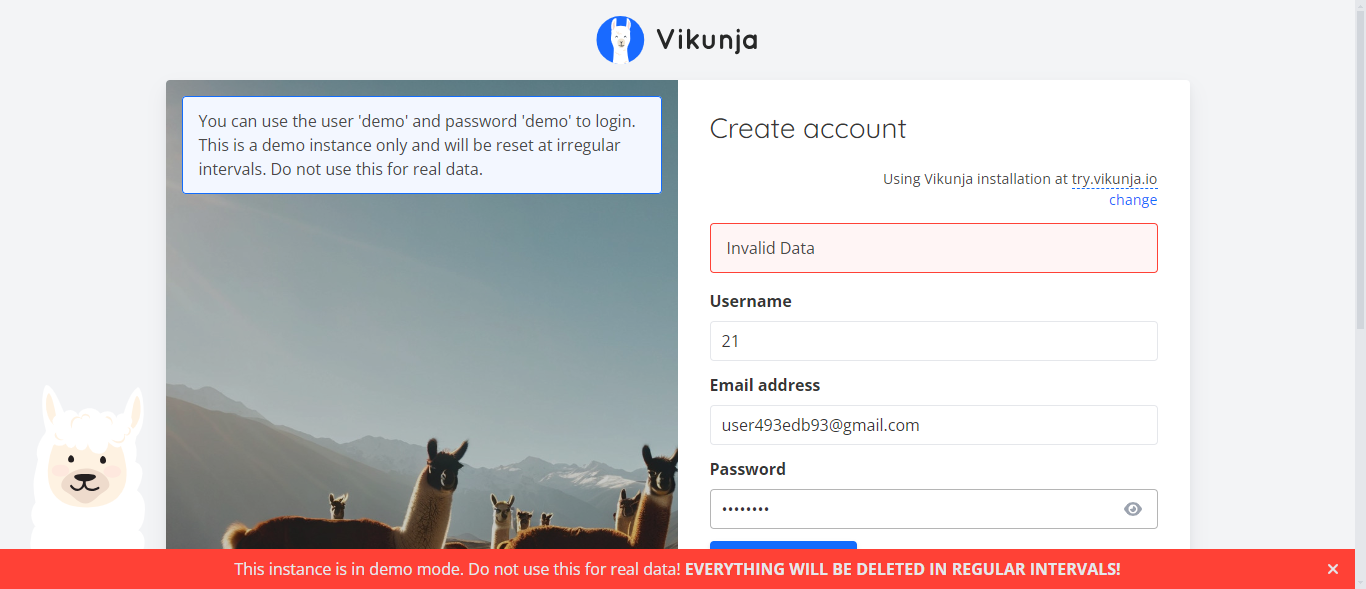 Vikunja
You can use the user 'demo' and password 'demo' to login.
This is a demo instance only and will be reset at irregular
intervals. Do not use this for real data.
Create account
Using Vikunja installation at try.vikunja.io
change
Invalid Data
Username
21
Email address
user493edb93@gmail.com
Password
••••••••
This instance is in demo mode. Do not use this for real data! EVERYTHING WILL BE DELETED IN REGULAR INTERVALS!